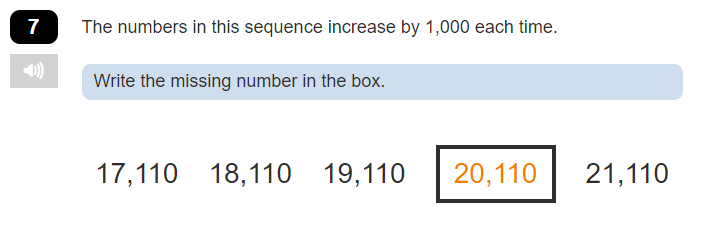 7 The numbers in this sequence increase by 1,000 each time.
Write the missing number in the box.
17,110 18,110 19,110 20,110 21,110